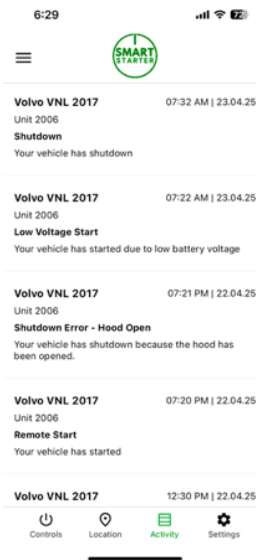 6:29
72
SMART
STARTER
Volvo VNL 2017 07:32 AM | 23.04.25
Unit 2006
Shutdown
Your vehicle has shutdown
Volvo VNL 2017 07:22 AM | 23.04.25
Unit 2006
Low Voltage Start
Your vehicle has started due to low battery voltage
Volvo VNL 2017 07:21 PM | 22.04.25
Unit 2006
Shutdown Error - Hood Open
Your vehicle has shutdown because the hood has
been opened.
Volvo VNL 2017 07:20 PM | 22.04.25
Unit 2006
Remote Start
Your vehicle has started
Volvo VNL 2017 12:30 PM | 22.04.25
Controls Location Activity Settings